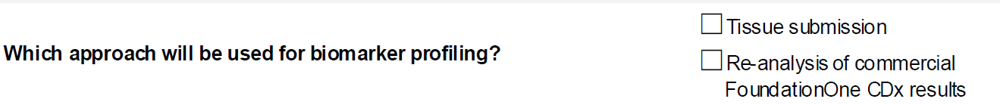 Which approach will be used for biomarker profiling?
☐ Tissue submission
☐ Re-analysis of commercial
FoundationOne CDx results